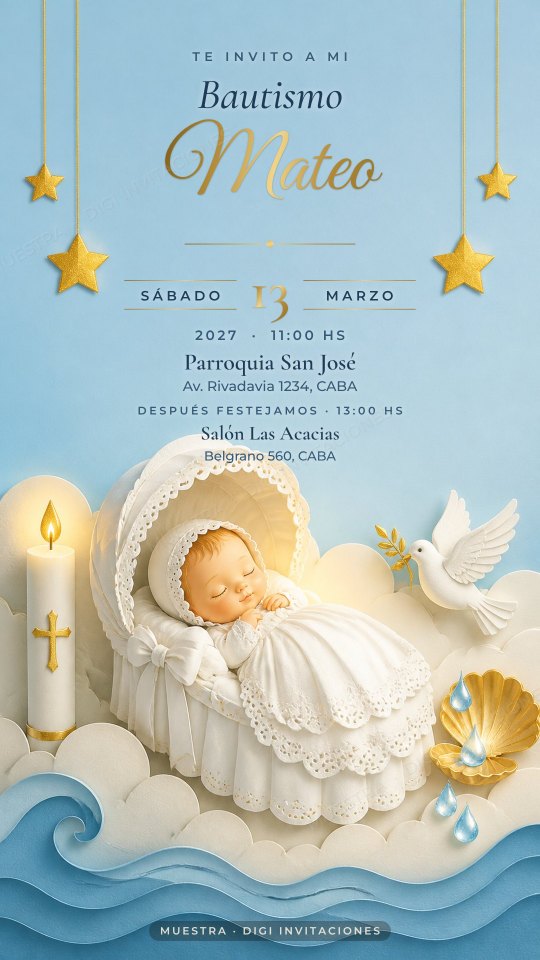 TE INVITO A MI
Bautismo
Mateo
SÁBADO 13 MARZO
2027 · 11:00 HS
Parroquia San José
Av. Rivadavia 1234, CABA
DESPUÉS FESTEJAMOS · 13:00 HS
Salón Las Acacias
Belgrano 560, CABA
MUESTRA · DIGI INVITACIONES